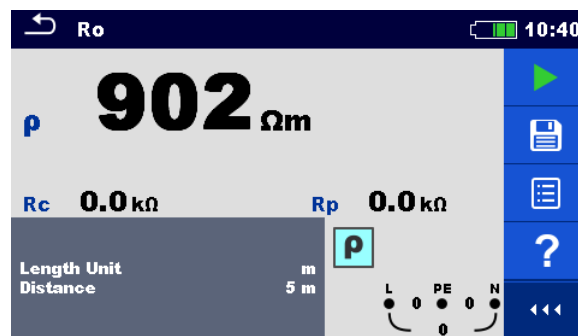 Ro 10:40
ρ 902 Ωm
Rc 0.0 kΩ Rp 0.0 kΩ
ρ
Length Unit m
Distance 5 m
L PE N
0 0
0
?